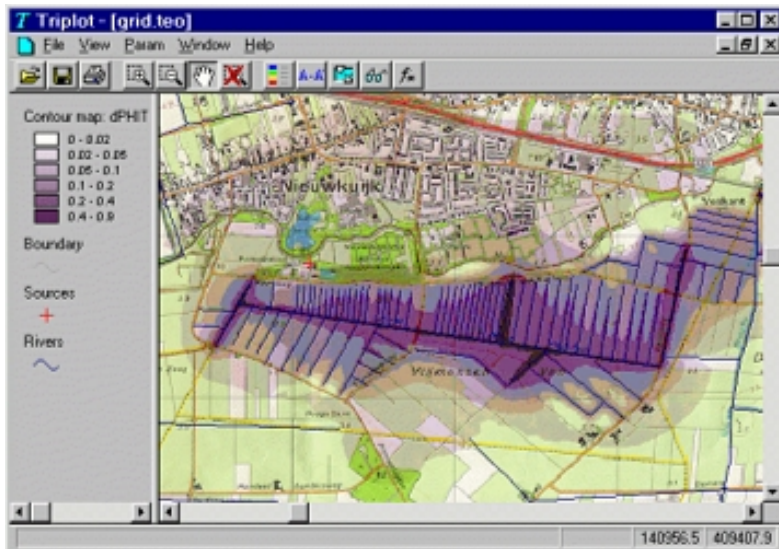 Triplot - [grid.teo]
File View Param Window Help
A-A'
Contour map: dPHIT
0 - 0.02
0.02 - 0.05
0.05 - 0.1
0.1 - 0.2
0.2 - 0.4
0.4 - 0.9
Boundary
Sources
Rivers
Nieuwkuijk
140956.5 409407.9